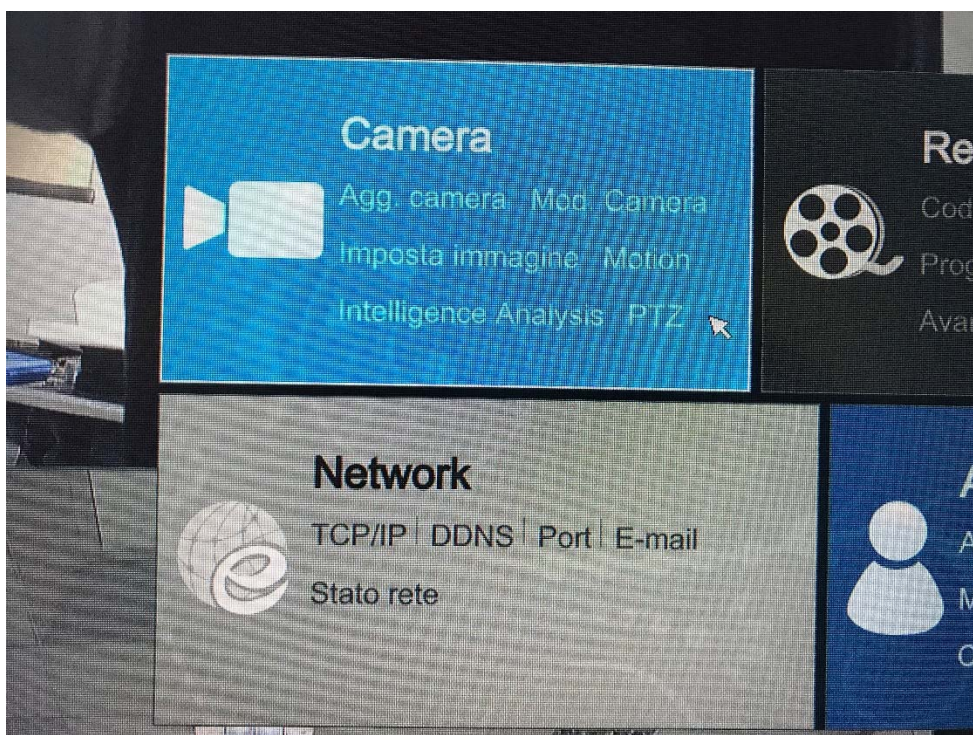 Camera
Agg. camera Mod. Camera
Imposta immagine Motion
Intelligence Analysis PTZ
Re
Cod
Prog
Avan
Network
TCP/IP DDNS Port E-mail
Stato rete
A
A
M